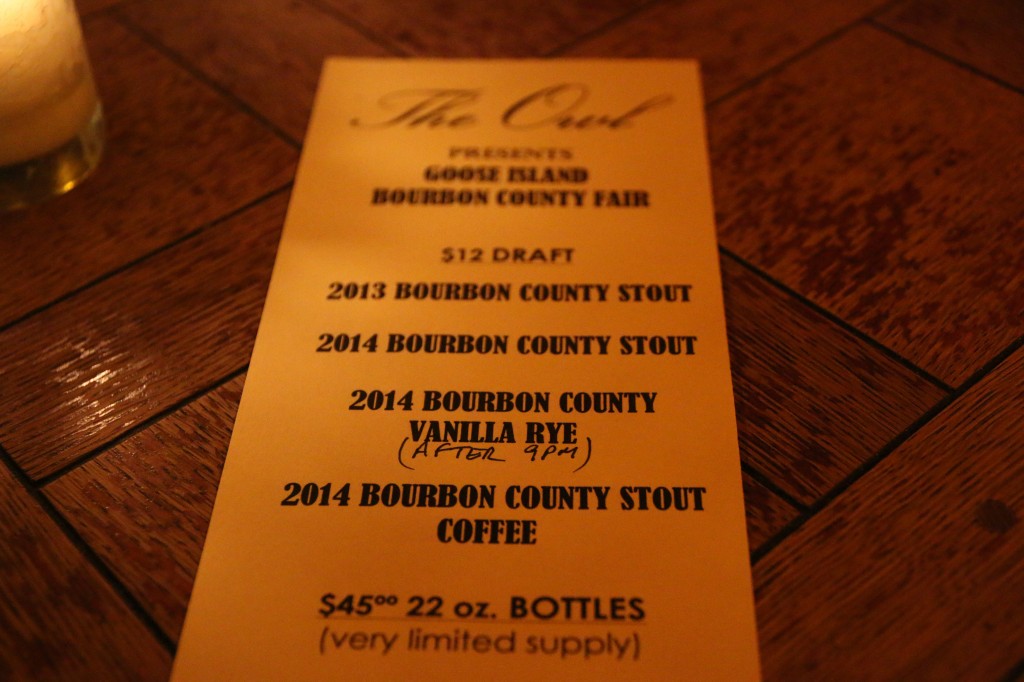 The Owl
PRESENTS
GOOSE ISLAND
BOURBON COUNTY FAIR
$12 DRAFT
2013 BOURBON COUNTY STOUT
2014 BOURBON COUNTY STOUT
2014 BOURBON COUNTY
VANILLA RYE
(AFTER 9PM)
2014 BOURBON COUNTY STOUT
COFFEE
$45ºº 22 oz. BOTTLES
(very limited supply)